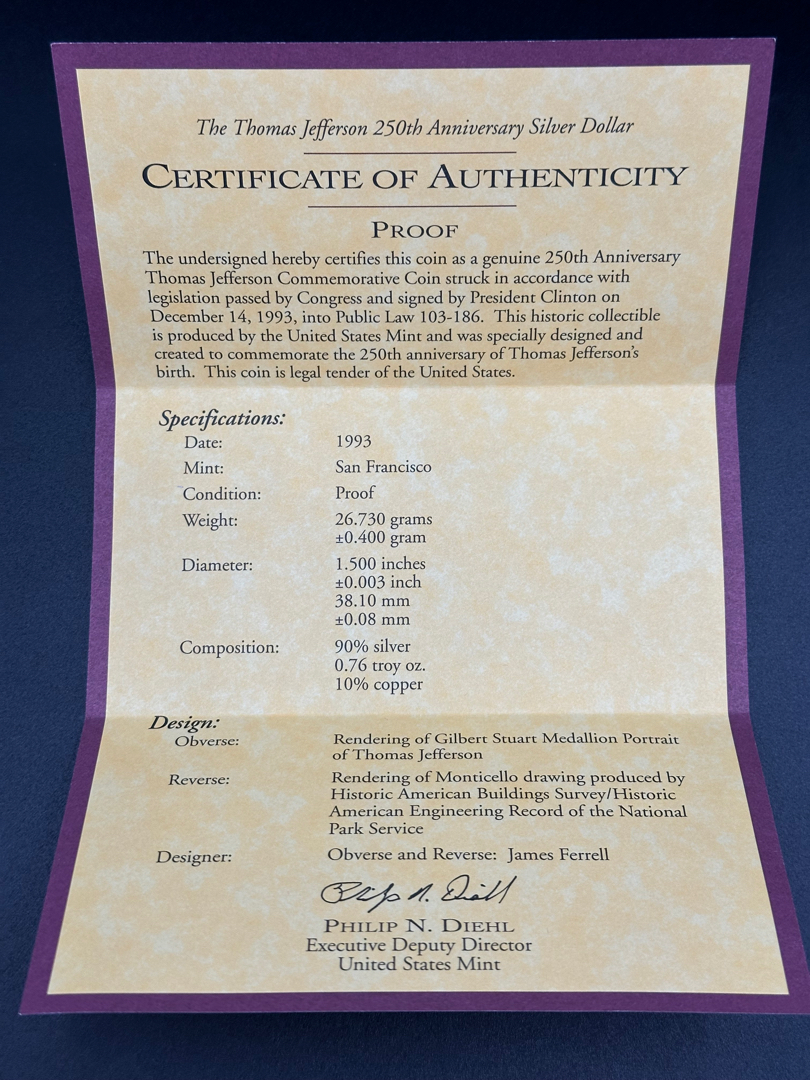 The Thomas Jefferson 250th Anniversary Silver Dollar
CERTIFICATE OF AUTHENTICITY
PROOF
The undersigned hereby certifies this coin as a genuine 250th Anniversary
Thomas Jefferson Commemorative Coin struck in accordance with
legislation passed by Congress and signed by President Clinton on
December 14, 1993, into Public Law 103-186. This historic collectible
is produced by the United States Mint and was specially designed and
created to commemorate the 250th anniversary of Thomas Jefferson's
birth. This coin is legal tender of the United States.
Specifications:
Date: 1993
Mint: San Francisco
Condition: Proof
Weight: 26.730 grams
±0.400 gram
Diameter: 1.500 inches
±0.003 inch
38.10 mm
±0.08 mm
Composition: 90% silver
0.76 troy oz.
10% copper
Design:
Obverse: Rendering of Gilbert Stuart Medallion Portrait
of Thomas Jefferson
Reverse: Rendering of Monticello drawing produced by
Historic American Buildings Survey/Historic
American Engineering Record of the National
Park Service
Designer: Obverse and Reverse: James Ferrell
Philip N. Diehl
PHILIP N. DIEHL
Executive Deputy Director
United States Mint